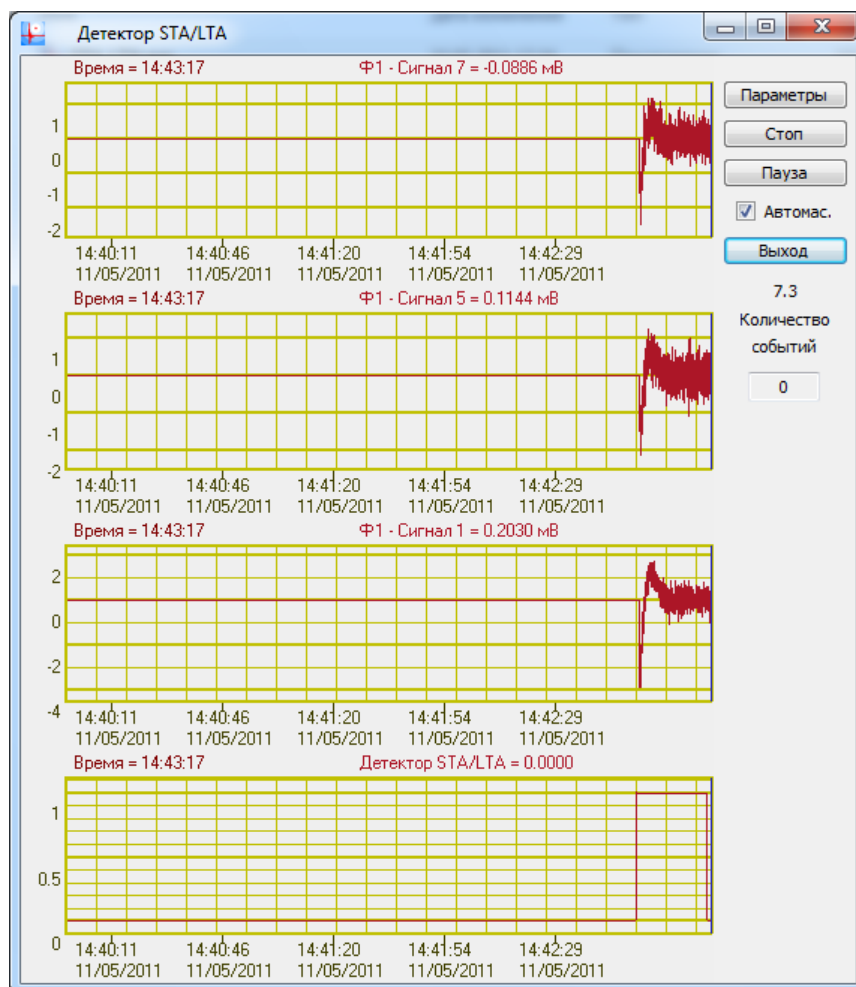 Детектор STA/LTA
Время = 14:43:17 Ф1 - Сигнал 7 = -0.0886 мВ
1
0
-1
-2
14:40:11 14:40:46 14:41:20 14:41:54 14:42:29
11/05/2011 11/05/2011 11/05/2011 11/05/2011 11/05/2011
Время = 14:43:17 Ф1 - Сигнал 5 = 0.1144 мВ
1
0
-1
-2
14:40:11 14:40:46 14:41:20 14:41:54 14:42:29
11/05/2011 11/05/2011 11/05/2011 11/05/2011 11/05/2011
Время = 14:43:17 Ф1 - Сигнал 1 = 0.2030 мВ
2
0
-2
-4
14:40:11 14:40:46 14:41:20 14:41:54 14:42:29
11/05/2011 11/05/2011 11/05/2011 11/05/2011 11/05/2011
Время = 14:43:17 Детектор STA/LTA = 0.0000
1
0.5
0
14:40:11 14:40:46 14:41:20 14:41:54 14:42:29
11/05/2011 11/05/2011 11/05/2011 11/05/2011 11/05/2011
Параметры
Стоп
Пауза
Автомас.
Выход
7.3
Количество
событий
0